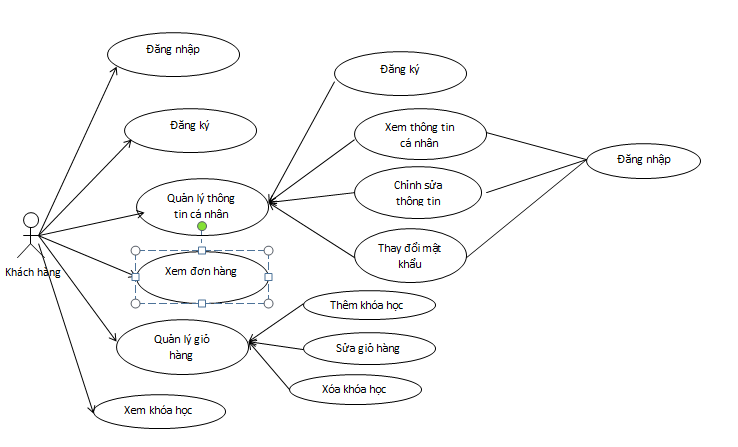 Đăng nhập
Đăng ký
Đăng ký
Xem thông tin
cá nhân
Đăng nhập
Quản lý thông
tin cá nhân
Chỉnh sửa
thông tin
Thay đổi mật
khẩu
Khách hàng
Xem đơn hàng
Thêm khóa học
Quản lý giỏ
hàng
Sửa giỏ hàng
Xóa khóa học
Xem khóa học